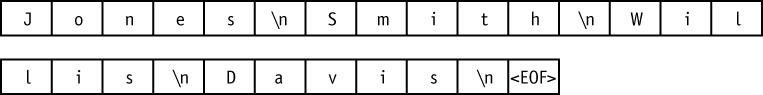 J o n e s \n S m i t h \n W i l
l i s \n D a v i s \n <EOF>